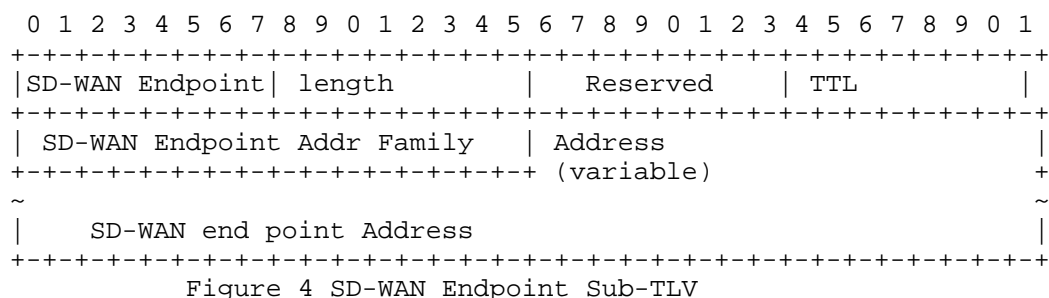 0 1 2 3 4 5 6 7 8 9 0 1 2 3 4 5 6 7 8 9 0 1 2 3 4 5 6 7 8 9 0 1
+-+-+-+-+-+-+-+-+-+-+-+-+-+-+-+-+-+-+-+-+-+-+-+-+-+-+-+-+-+-+-+-+
|SD-WAN Endpoint| length        |   Reserved    | TTL           |
+-+-+-+-+-+-+-+-+-+-+-+-+-+-+-+-+-+-+-+-+-+-+-+-+-+-+-+-+-+-+-+-+
| SD-WAN Endpoint Addr Family   | Address                       |
+-+-+-+-+-+-+-+-+-+-+-+-+-+-+-+-+ (variable)                    +
~                                                               ~
|    SD-WAN end point Address                                   |
+-+-+-+-+-+-+-+-+-+-+-+-+-+-+-+-+-+-+-+-+-+-+-+-+-+-+-+-+-+-+-+-+
Figure 4 SD-WAN Endpoint Sub-TLV